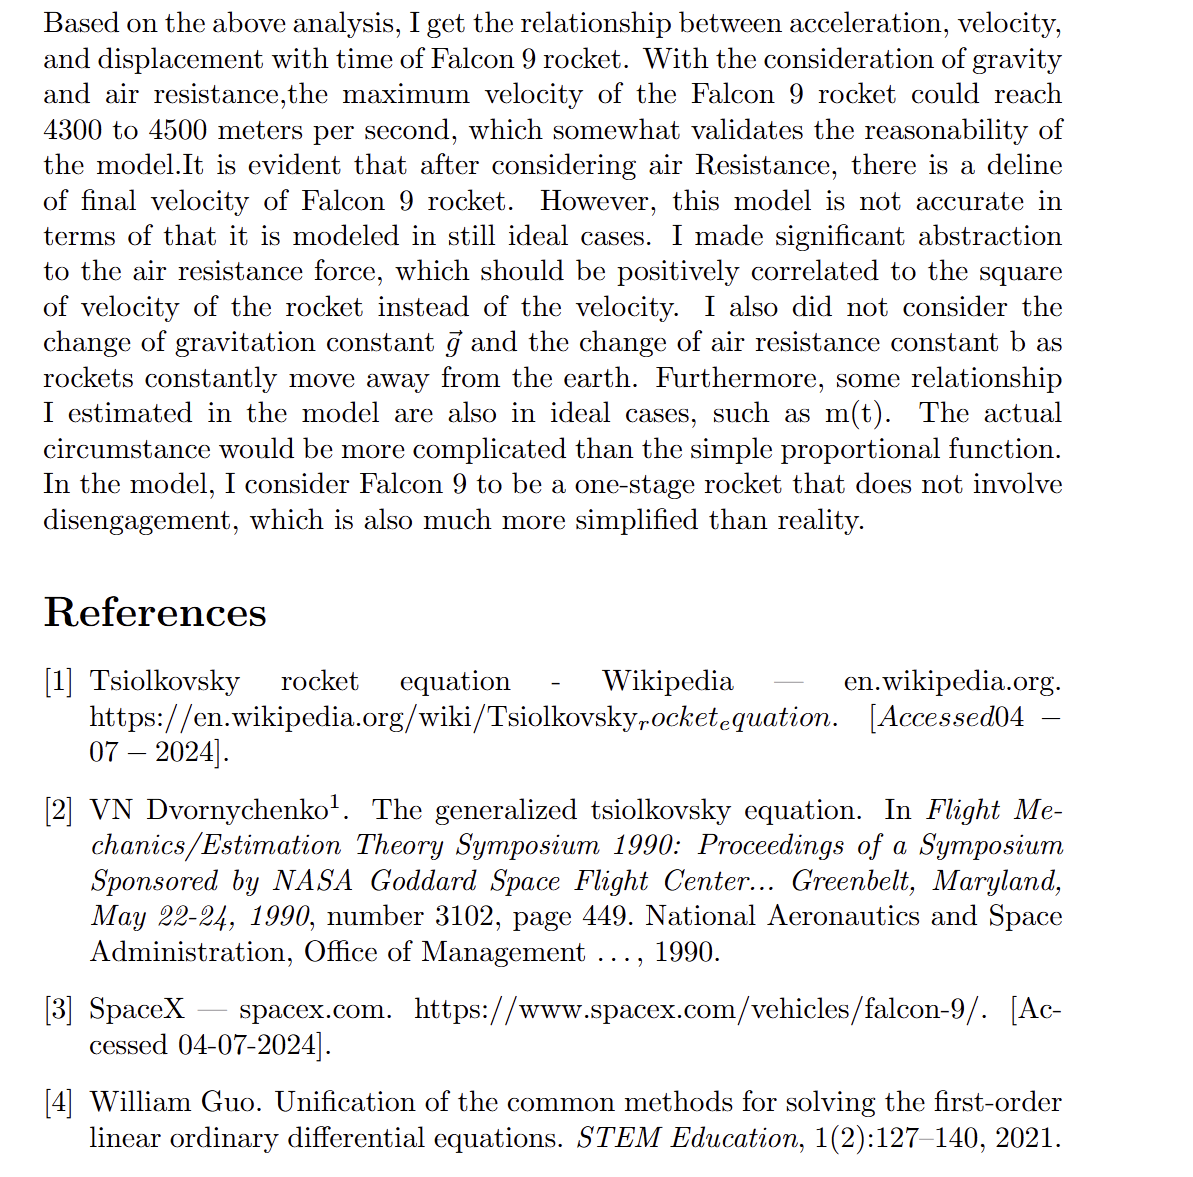 Based on the above analysis, I get the relationship between acceleration, velocity,
and displacement with time of Falcon 9 rocket. With the consideration of gravity
and air resistance,the maximum velocity of the Falcon 9 rocket could reach
4300 to 4500 meters per second, which somewhat validates the reasonability of
the model.It is evident that after considering air Resistance, there is a deline
of final velocity of Falcon 9 rocket. However, this model is not accurate in
terms of that it is modeled in still ideal cases. I made significant abstraction
to the air resistance force, which should be positively correlated to the square
of velocity of the rocket instead of the velocity. I also did not consider the
change of gravitation constant g⃗ and the change of air resistance constant b as
rockets constantly move away from the earth. Furthermore, some relationship
I estimated in the model are also in ideal cases, such as m(t). The actual
circumstance would be more complicated than the simple proportional function.
In the model, I consider Falcon 9 to be a one-stage rocket that does not involve
disengagement, which is also much more simplified than reality.
References
[1] Tsiolkovsky rocket equation - Wikipedia — en.wikipedia.org.
https://en.wikipedia.org/wiki/Tsiolkovskyᵣocketₑquation. [Accessed04 −
07 − 2024].
[2] VN Dvornychenko¹. The generalized tsiolkovsky equation. In Flight Me-
chanics/Estimation Theory Symposium 1990: Proceedings of a Symposium
Sponsored by NASA Goddard Space Flight Center... Greenbelt, Maryland,
May 22-24, 1990, number 3102, page 449. National Aeronautics and Space
Administration, Office of Management ..., 1990.
[3] SpaceX — spacex.com. https://www.spacex.com/vehicles/falcon-9/. [Ac-
cessed 04-07-2024].
[4] William Guo. Unification of the common methods for solving the first-order
linear ordinary differential equations. STEM Education, 1(2):127–140, 2021.